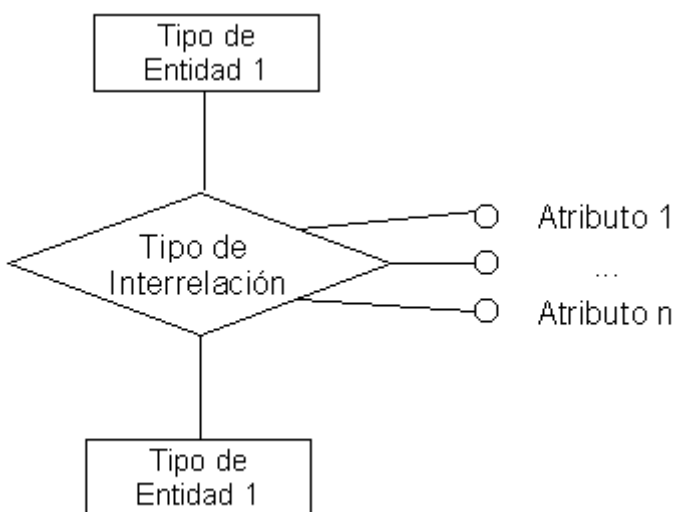 Tipo de
Entidad 1
Atributo 1
Tipo de
Interrelación
...
Atributo n
Tipo de
Entidad 1